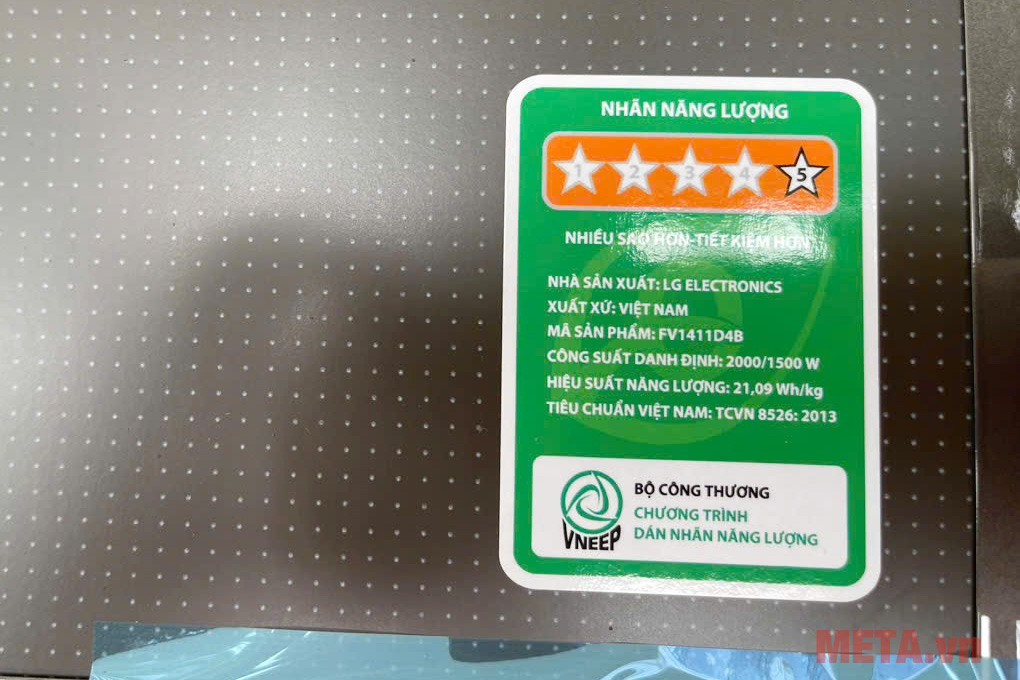 NHÃN NĂNG LƯỢNG
1 2 3 4 5
NHIỀU SAO HƠN-TIẾT KIỆM HƠN
NHÀ SẢN XUẤT: LG ELECTRONICS
XUẤT XỨ: VIỆT NAM
MÃ SẢN PHẨM: FV1411D4B
CÔNG SUẤT DANH ĐỊNH: 2000/1500 W
HIỆU SUẤT NĂNG LƯỢNG: 21,09 Wh/kg
TIÊU CHUẨN VIỆT NAM: TCVN 8526: 2013
VNEEP
BỘ CÔNG THƯƠNG
CHƯƠNG TRÌNH
DÁN NHÃN NĂNG LƯỢNG
META.vn